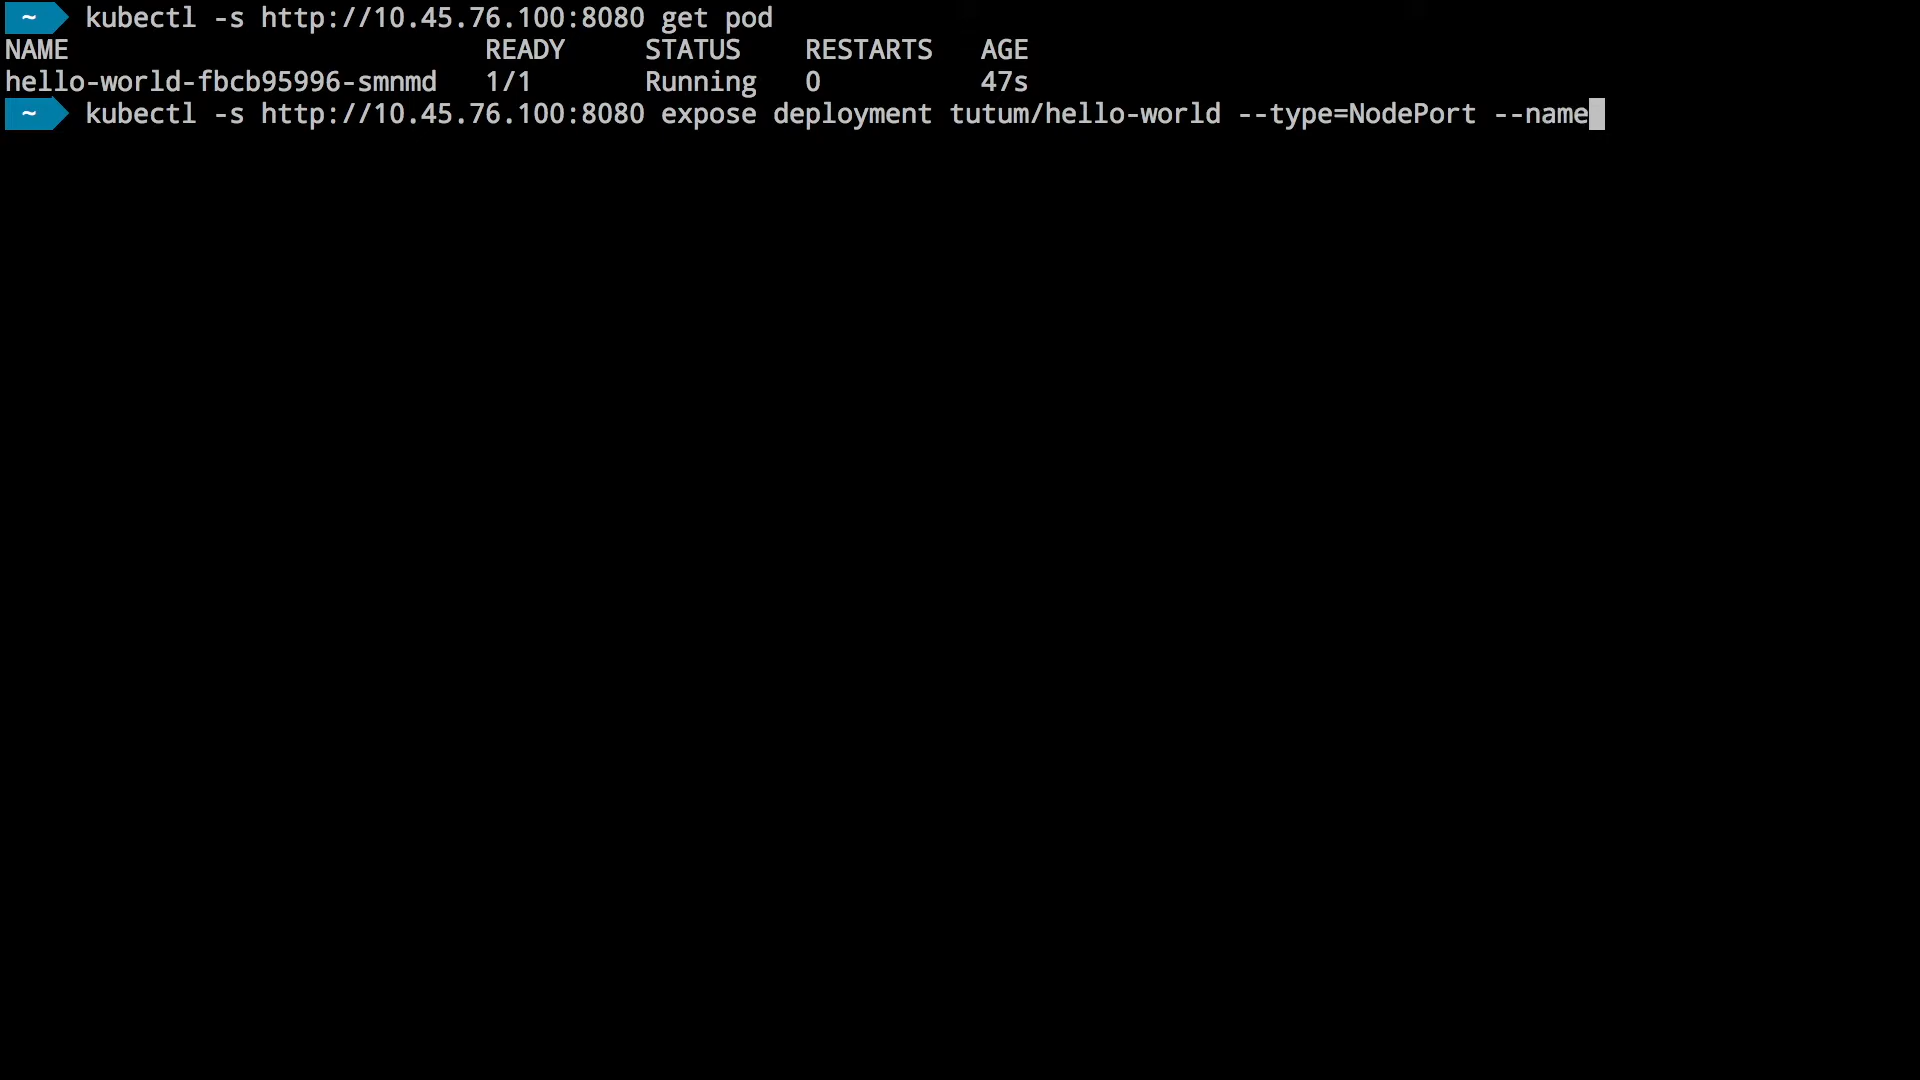 ~ kubectl -s http://10.45.76.100:8080 get pod
NAME READY STATUS RESTARTS AGE
hello-world-fbcb95996-smnmd 1/1 Running 0 47s
~ kubectl -s http://10.45.76.100:8080 expose deployment tutum/hello-world --type=NodePort --name